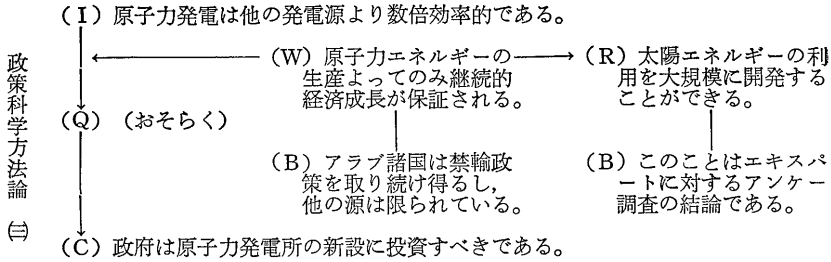 (I) 原子力発電は他の発電源より数倍効率的である。
(W) 原子力エネルギーの
生産よってのみ継続的
経済成長が保証される。
(R) 太陽エネルギーの利
用を大規模に開発する
ことができる。
(Q) (おそらく)
(B) アラブ諸国は禁輸政
策を取り続け得るし,
他の源は限られている。
(B) このことはエキスパ
ートに対するアンケー
調査の結論である。
(C) 政府は原子力発電所の新設に投資すべきである。
政策科学方法論 ㈢